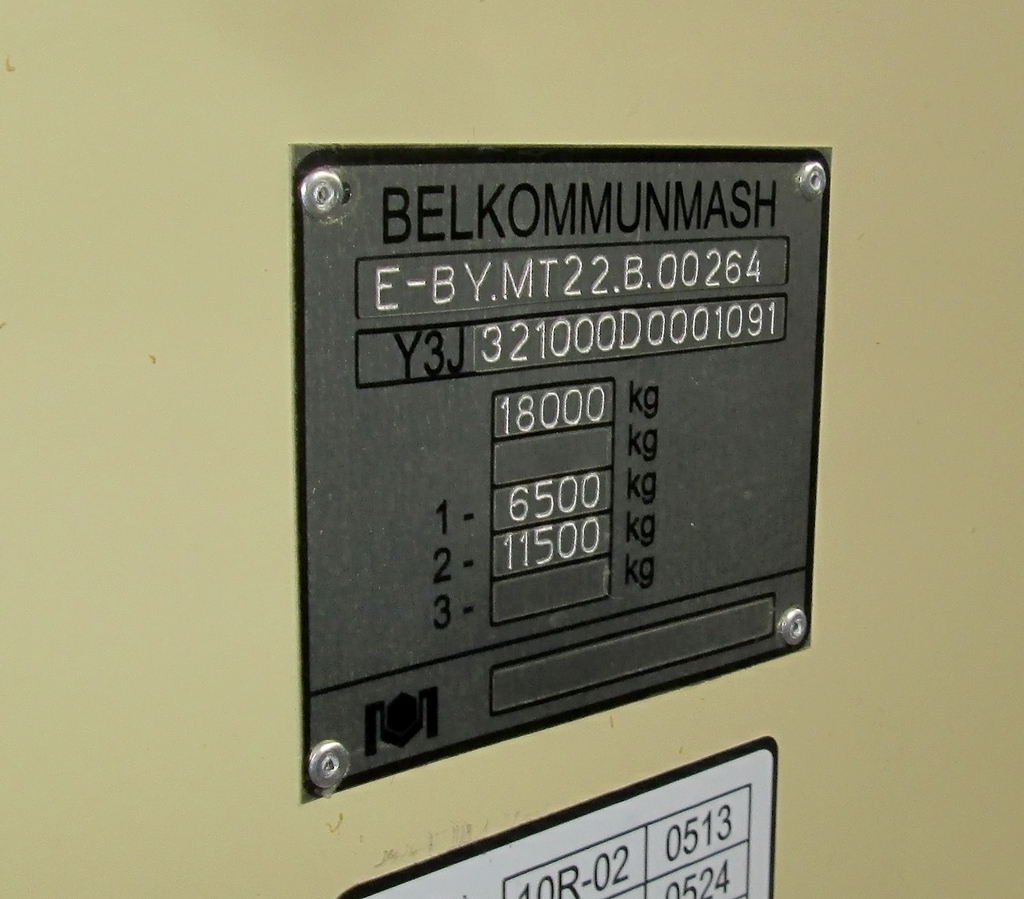 BELKOMMUNMASH
E-BY.MT22.B.00264
Y3J 321000D0001091
18000 kg
kg
1 - 6500 kg
2 - 11500 kg
3 - kg
10R-02 0513
0524